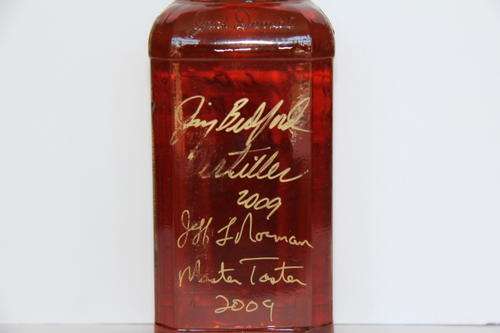 Jimmy Bedford
Distiller
2009
Jeff L Norman
Master Taster
2009